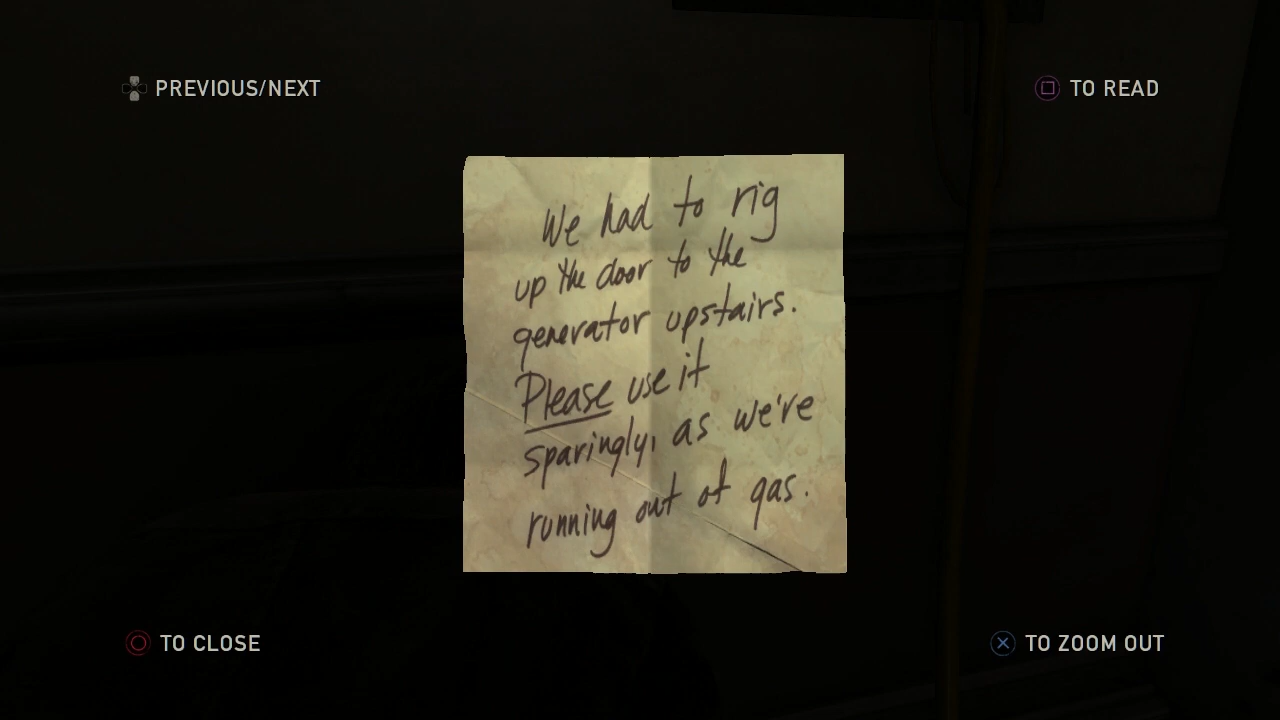 PREVIOUS/NEXT
TO READ
We had to rig
up the door to the
generator upstairs.
Please use it
sparingly, as we're
running out of gas.
TO CLOSE
TO ZOOM OUT